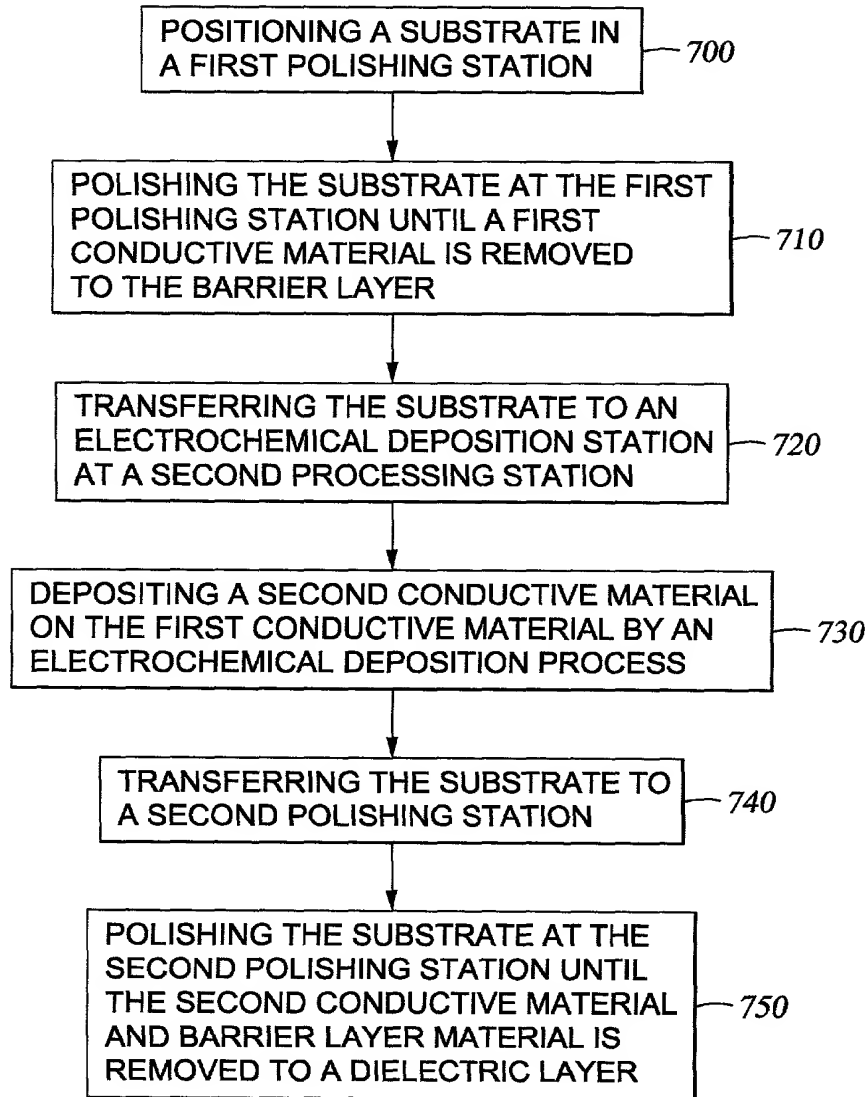 POSITIONING A SUBSTRATE IN
A FIRST POLISHING STATION
700
POLISHING THE SUBSTRATE AT THE FIRST
POLISHING STATION UNTIL A FIRST
CONDUCTIVE MATERIAL IS REMOVED
TO THE BARRIER LAYER
710
TRANSFERRING THE SUBSTRATE TO AN
ELECTROCHEMICAL DEPOSITION STATION
AT A SECOND PROCESSING STATION
720
DEPOSITING A SECOND CONDUCTIVE MATERIAL
ON THE FIRST CONDUCTIVE MATERIAL BY AN
ELECTROCHEMICAL DEPOSITION PROCESS
730
TRANSFERRING THE SUBSTRATE TO
A SECOND POLISHING STATION
740
POLISHING THE SUBSTRATE AT THE
SECOND POLISHING STATION UNTIL
THE SECOND CONDUCTIVE MATERIAL
AND BARRIER LAYER MATERIAL IS
REMOVED TO A DIELECTRIC LAYER
750